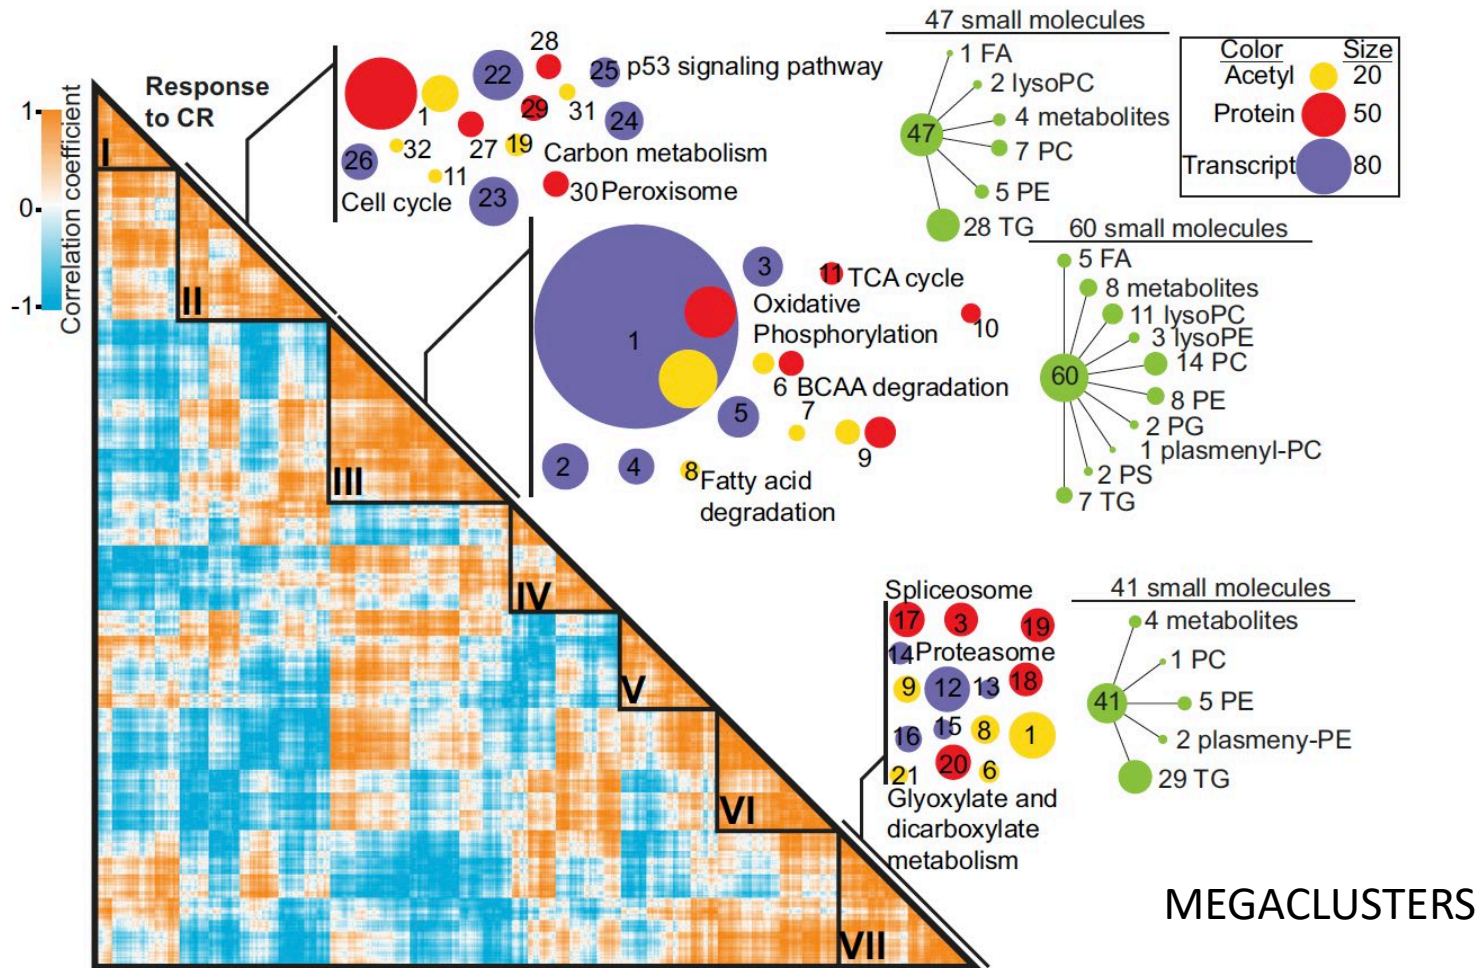 Correlation coefficient
1
0
-1
Response
to CR
I
II
III
IV
V
VI
VII
28
22
25 p53 signaling pathway
1
29
31
24
32
27
19
26
Carbon metabolism
11
30 Peroxisome
Cell cycle
23
3
11 TCA cycle
Oxidative
Phosphorylation
10
1
6 BCAA degradation
7
5
9
2
4
8
Fatty acid
degradation
47 small molecules
1 FA
2 lysoPC
4 metabolites
47
7 PC
5 PE
28 TG
Color
Size
Acetyl
20
Protein
50
Transcript
80
60 small molecules
5 FA
8 metabolites
11 lysoPC
3 lysoPE
14 PC
60
8 PE
2 PG
1 plasmenyl-PC
2 PS
7 TG
Spliceosome
17
3
19
14 Proteasome
9
12
13
18
16
15
8
1
21
20
6
Glyoxylate and
dicarboxylate
metabolism
41 small molecules
4 metabolites
1 PC
41
5 PE
2 plasmeny-PE
29 TG
MEGACLUSTERS